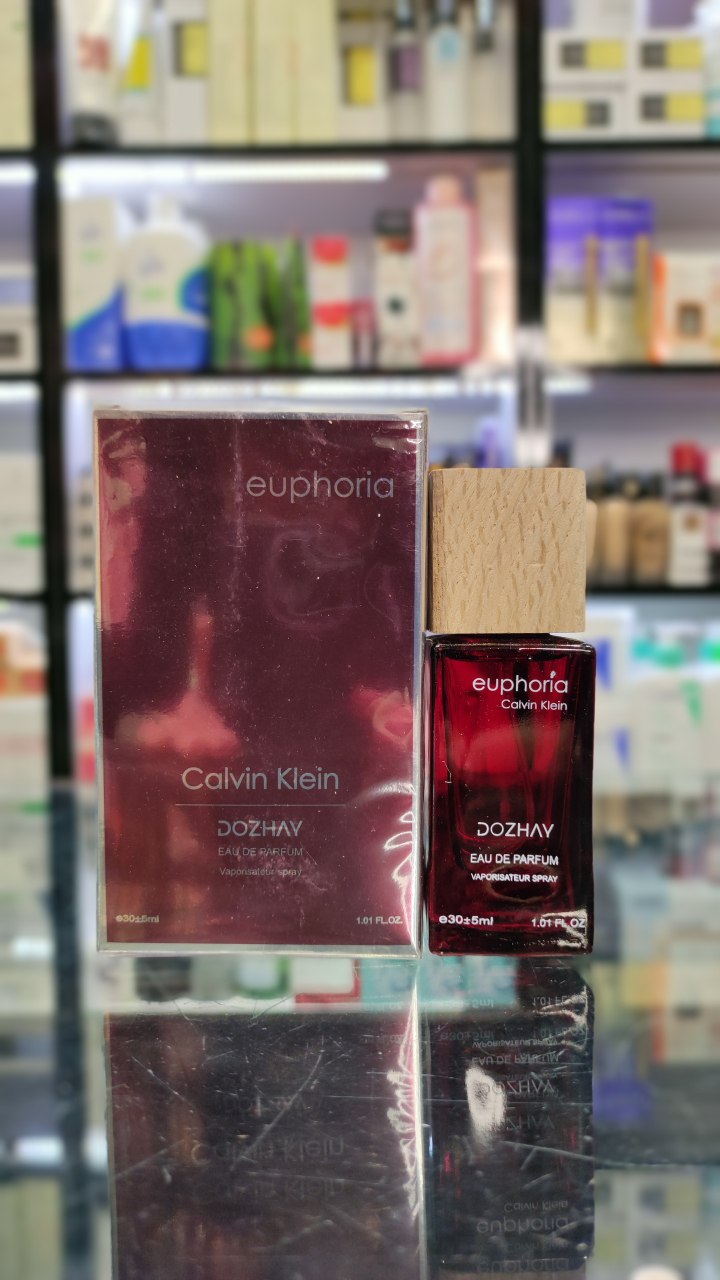 euphoria
Calvin Klein
DOZHAY
EAU DE PARFUM
Vaporisateur spray
e30±5ml
1.01 FL.OZ.
euphoria
Calvin Klein
DOZHAY
EAU DE PARFUM
VAPORISATEUR SPRAY
e30±5ml
1.01 FL OZ